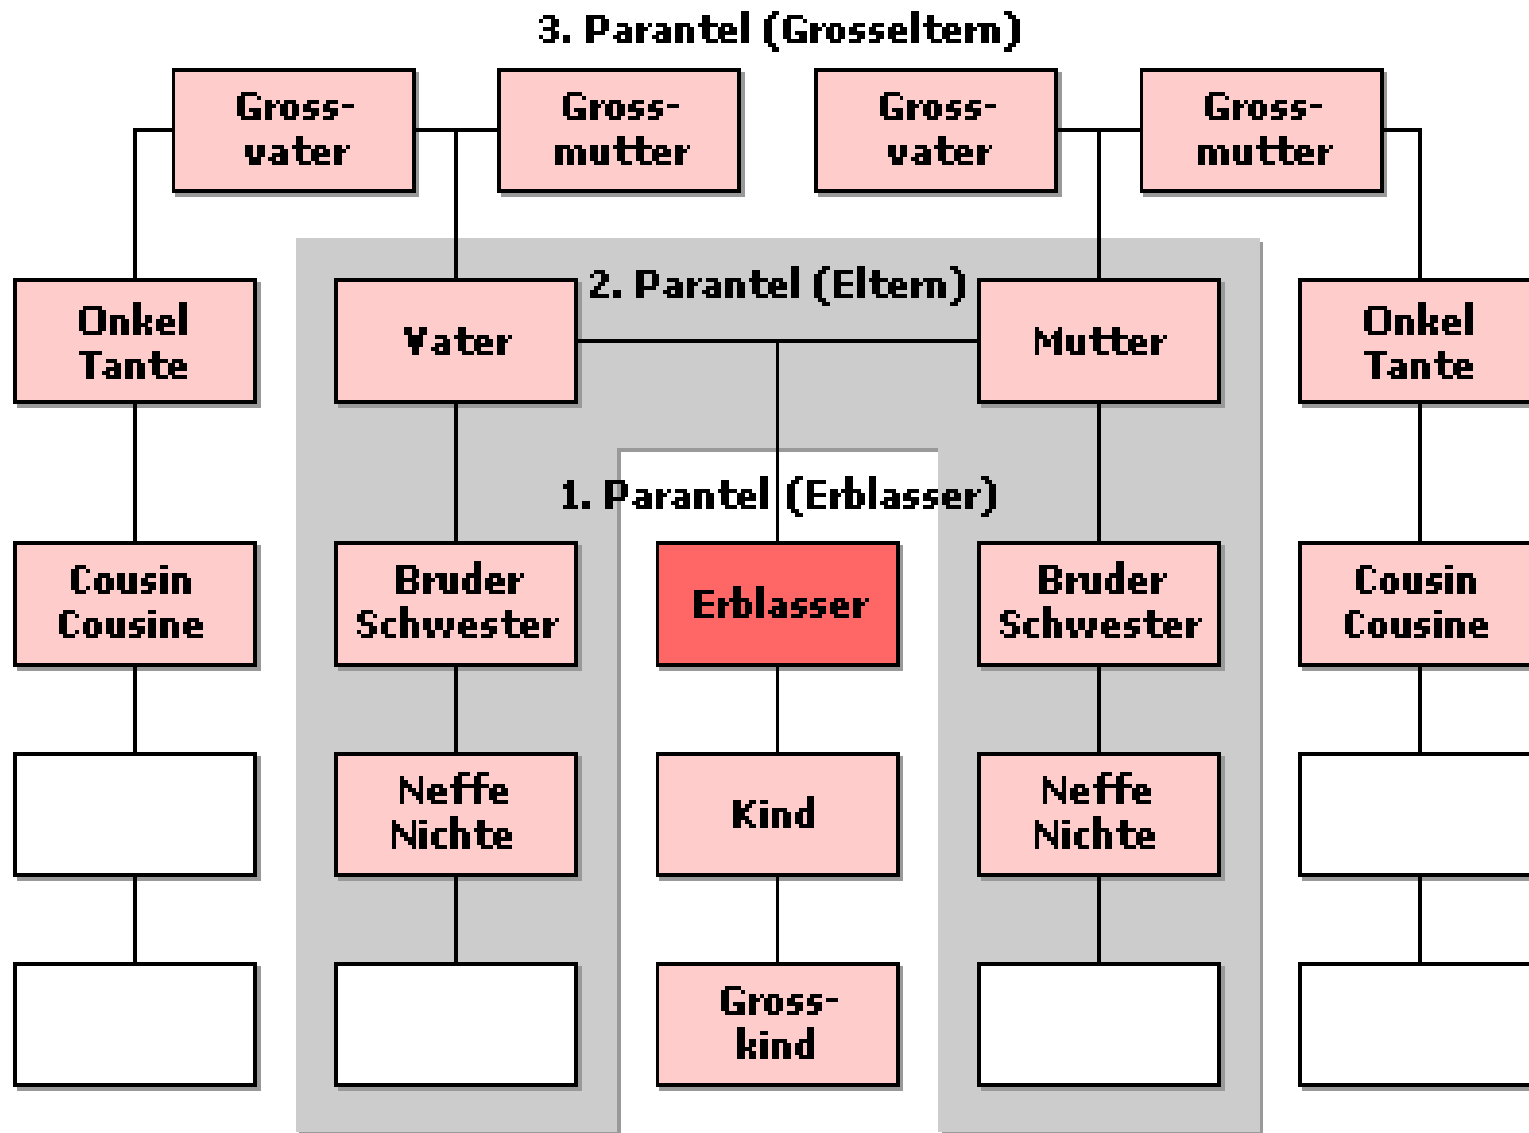 3. Parantel (Grosseltern)
Gross-
vater
Gross-
mutter
Gross-
vater
Gross-
mutter
2. Parantel (Eltern)
Onkel
Tante
Vater
Mutter
Onkel
Tante
1. Parantel (Erblasser)
Cousin
Cousine
Bruder
Schwester
Erblasser
Bruder
Schwester
Cousin
Cousine
Neffe
Nichte
Kind
Neffe
Nichte
Gross-
kind